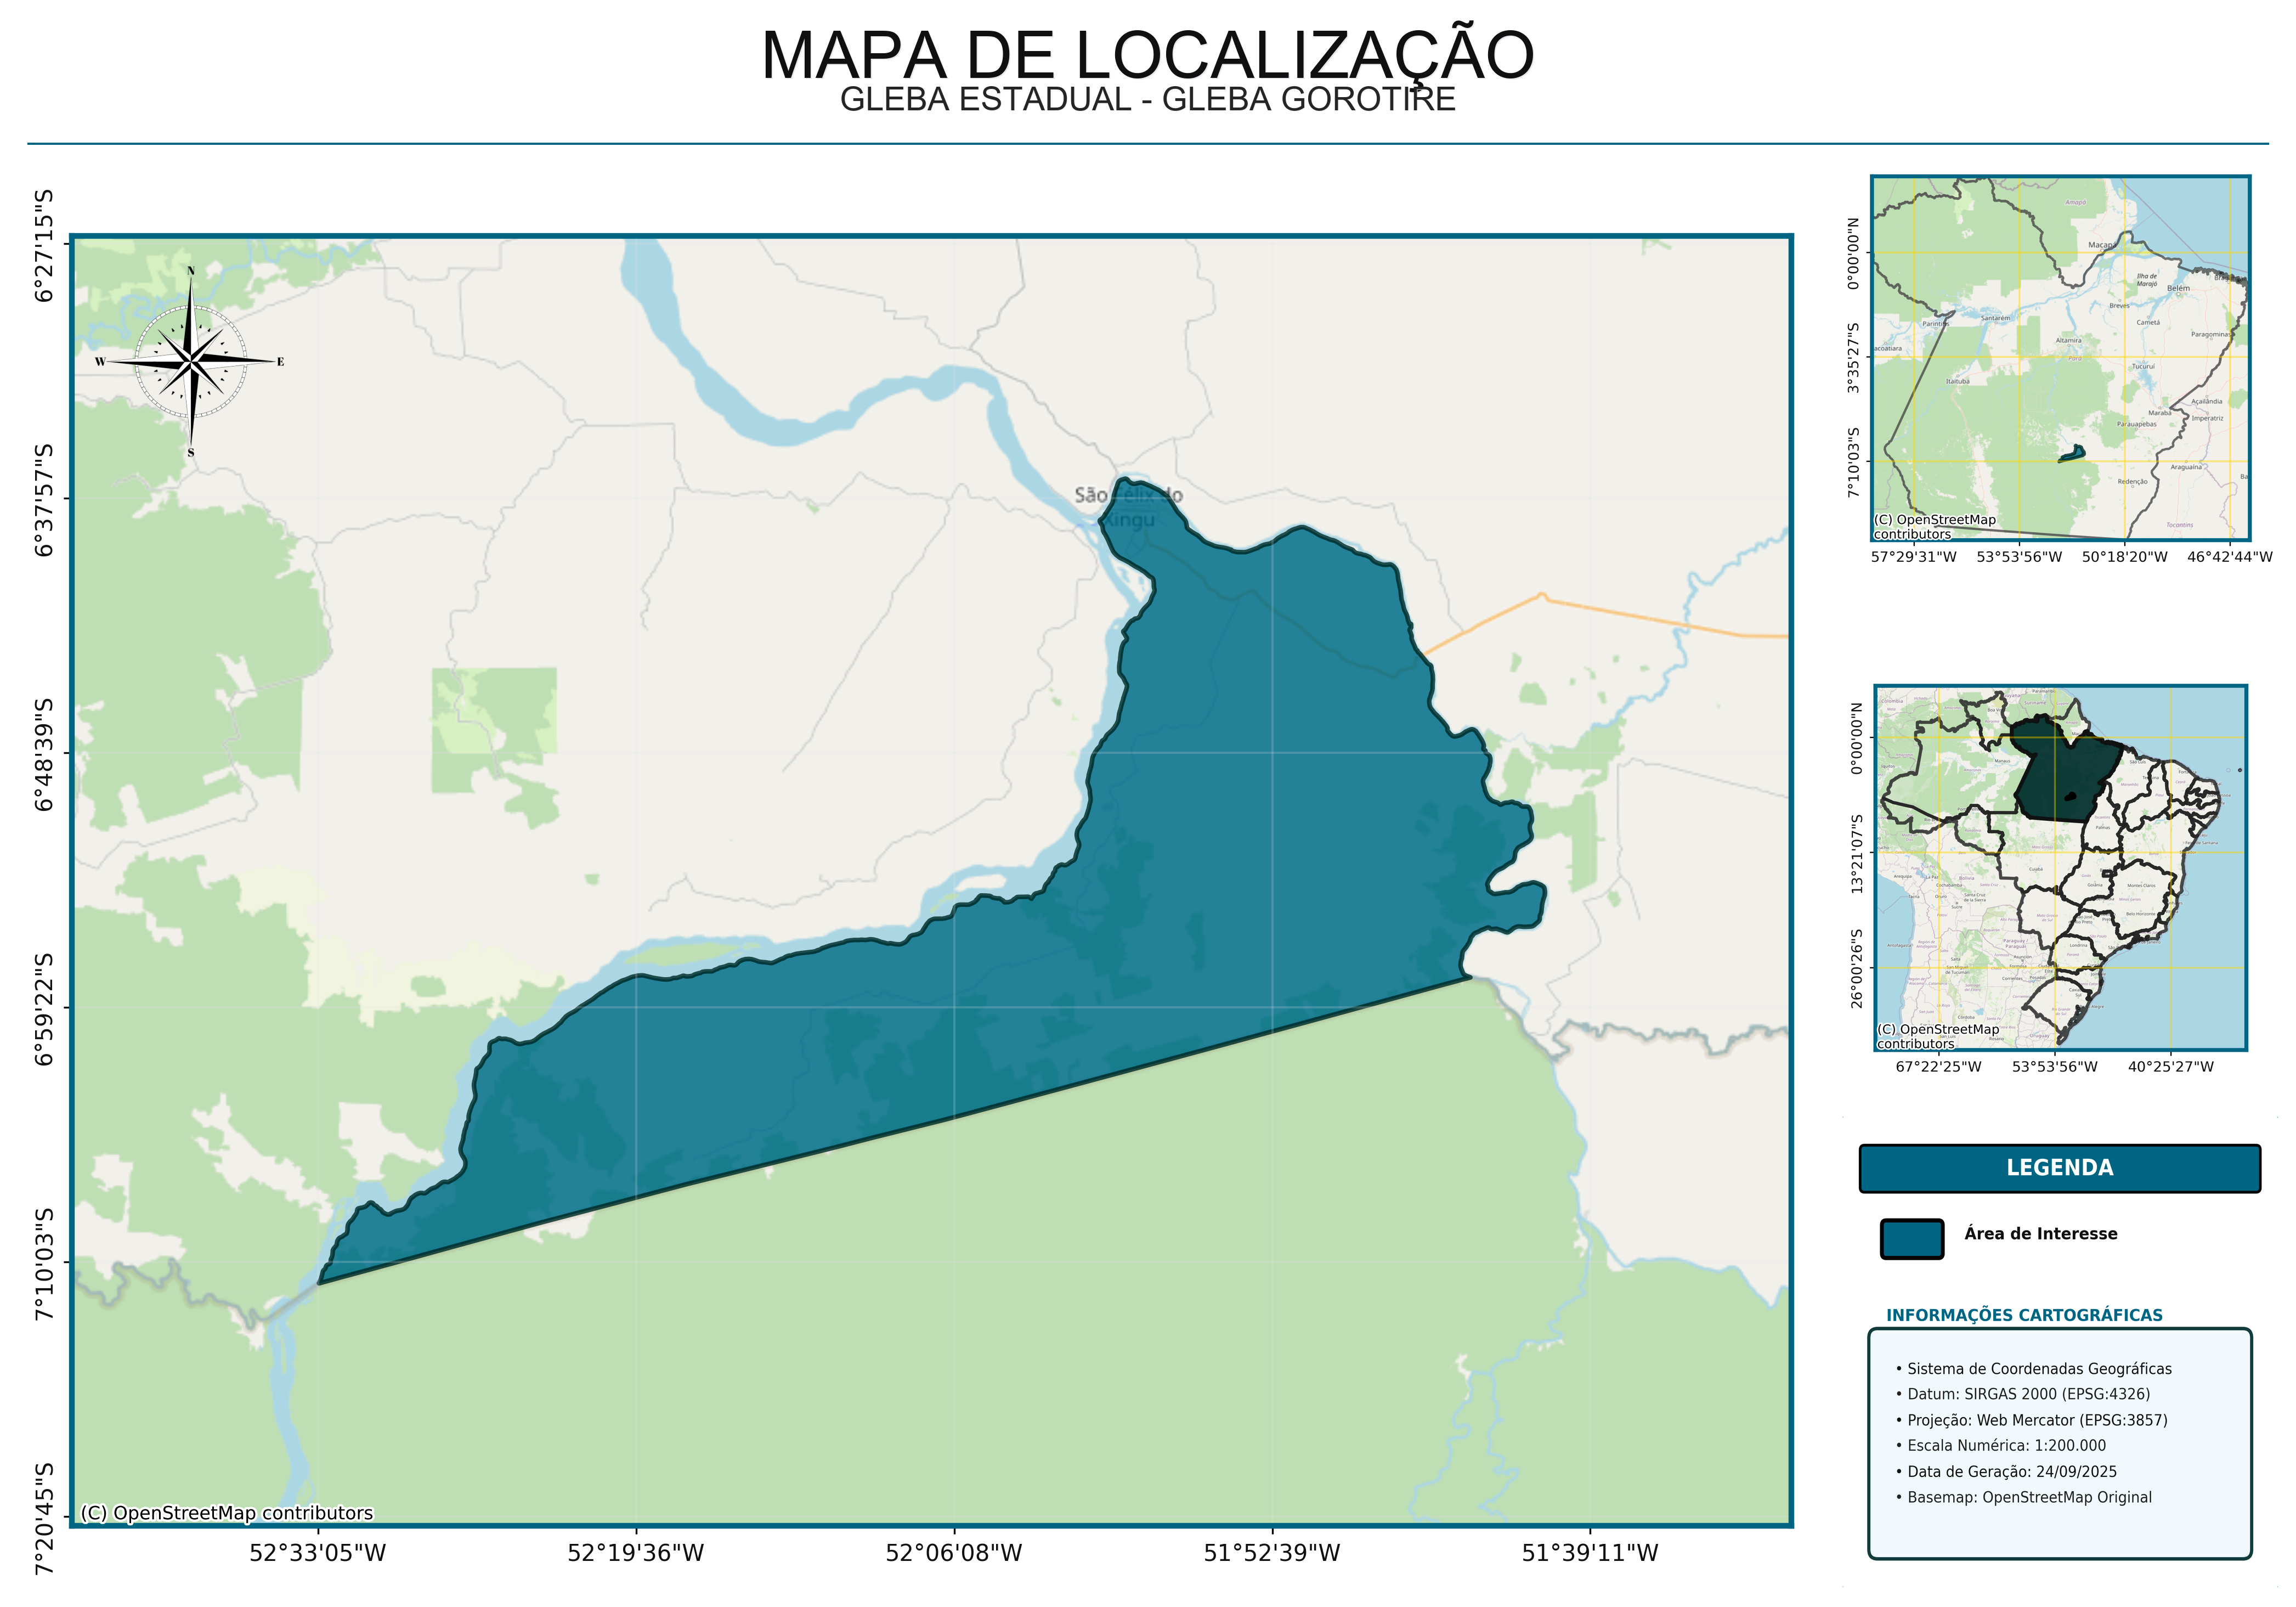 MAPA DE LOCALIZAÇÃO
GLEBA ESTADUAL - GLEBA GOROTIRE
6°27'15"S
6°37'57"S
6°48'39"S
6°59'22"S
7°10'03"S
7°20'45"S
N
W
E
S
São Félix do
Xingu
(C) OpenStreetMap contributors
52°33'05"W
52°19'36"W
52°06'08"W
51°52'39"W
51°39'11"W
0°00'00"N
3°35'27"S
7°10'03"S
Amapá
Macapá
Ilha de
Marajó
Belém
Breves
Parintins
Santarém
Cametá
Paragominas
acoatiara
Altamira
Pará
Tucuruí
Itaituba
Açailândia
Marabá
Imperatriz
Parauapebas
Araguaína
Redenção
Ba
Tocantins
(C) OpenStreetMap
contributors
57°29'31"W
53°53'56"W
50°18'20"W
46°42'44"W
0°00'00"N
13°21'07"S
26°00'26"S
(C) OpenStreetMap
contributors
67°22'25"W
53°53'56"W
40°25'27"W
LEGENDA
Área de Interesse
INFORMAÇÕES CARTOGRÁFICAS
• Sistema de Coordenadas Geográficas
• Datum: SIRGAS 2000 (EPSG:4326)
• Projeção: Web Mercator (EPSG:3857)
• Escala Numérica: 1:200.000
• Data de Geração: 24/09/2025
• Basemap: OpenStreetMap Original